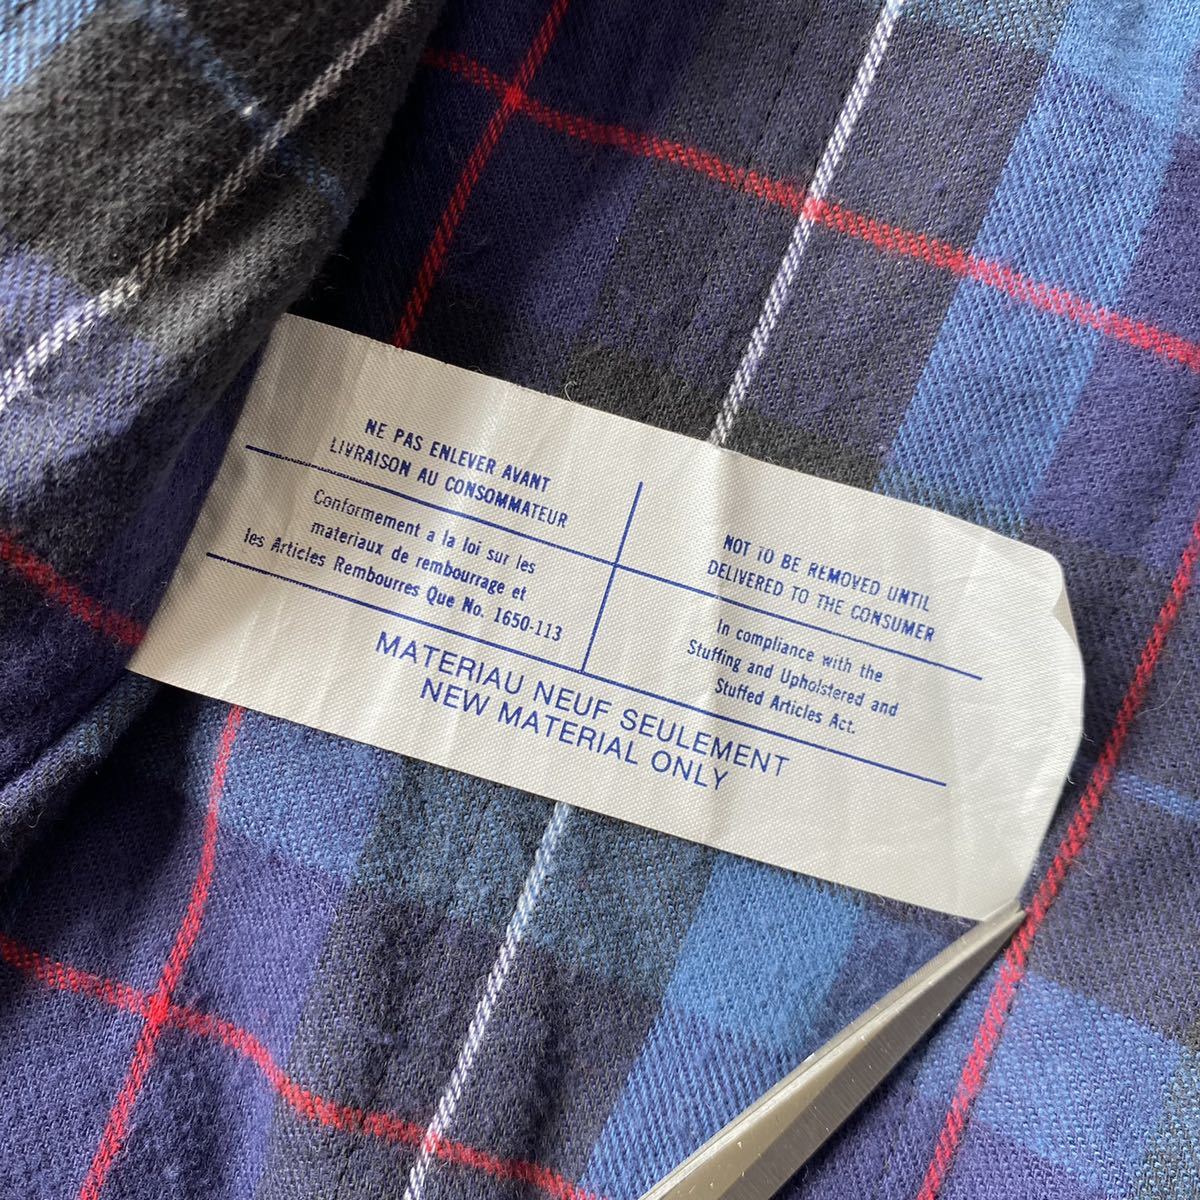 NE PAS ENLEVER AVANT
LIVRAISON AU CONSOMMATEUR
Conformement a la loi sur les
materiaux de rembourrage et
les Articles Rembourres Que No. 1650-113
NOT TO BE REMOVED UNTIL
DELIVERED TO THE CONSUMER
In compliance with the
Stuffing and Upholstered and
Stuffed Articles Act.
MATERIAU NEUF SEULEMENT
NEW MATERIAL ONLY